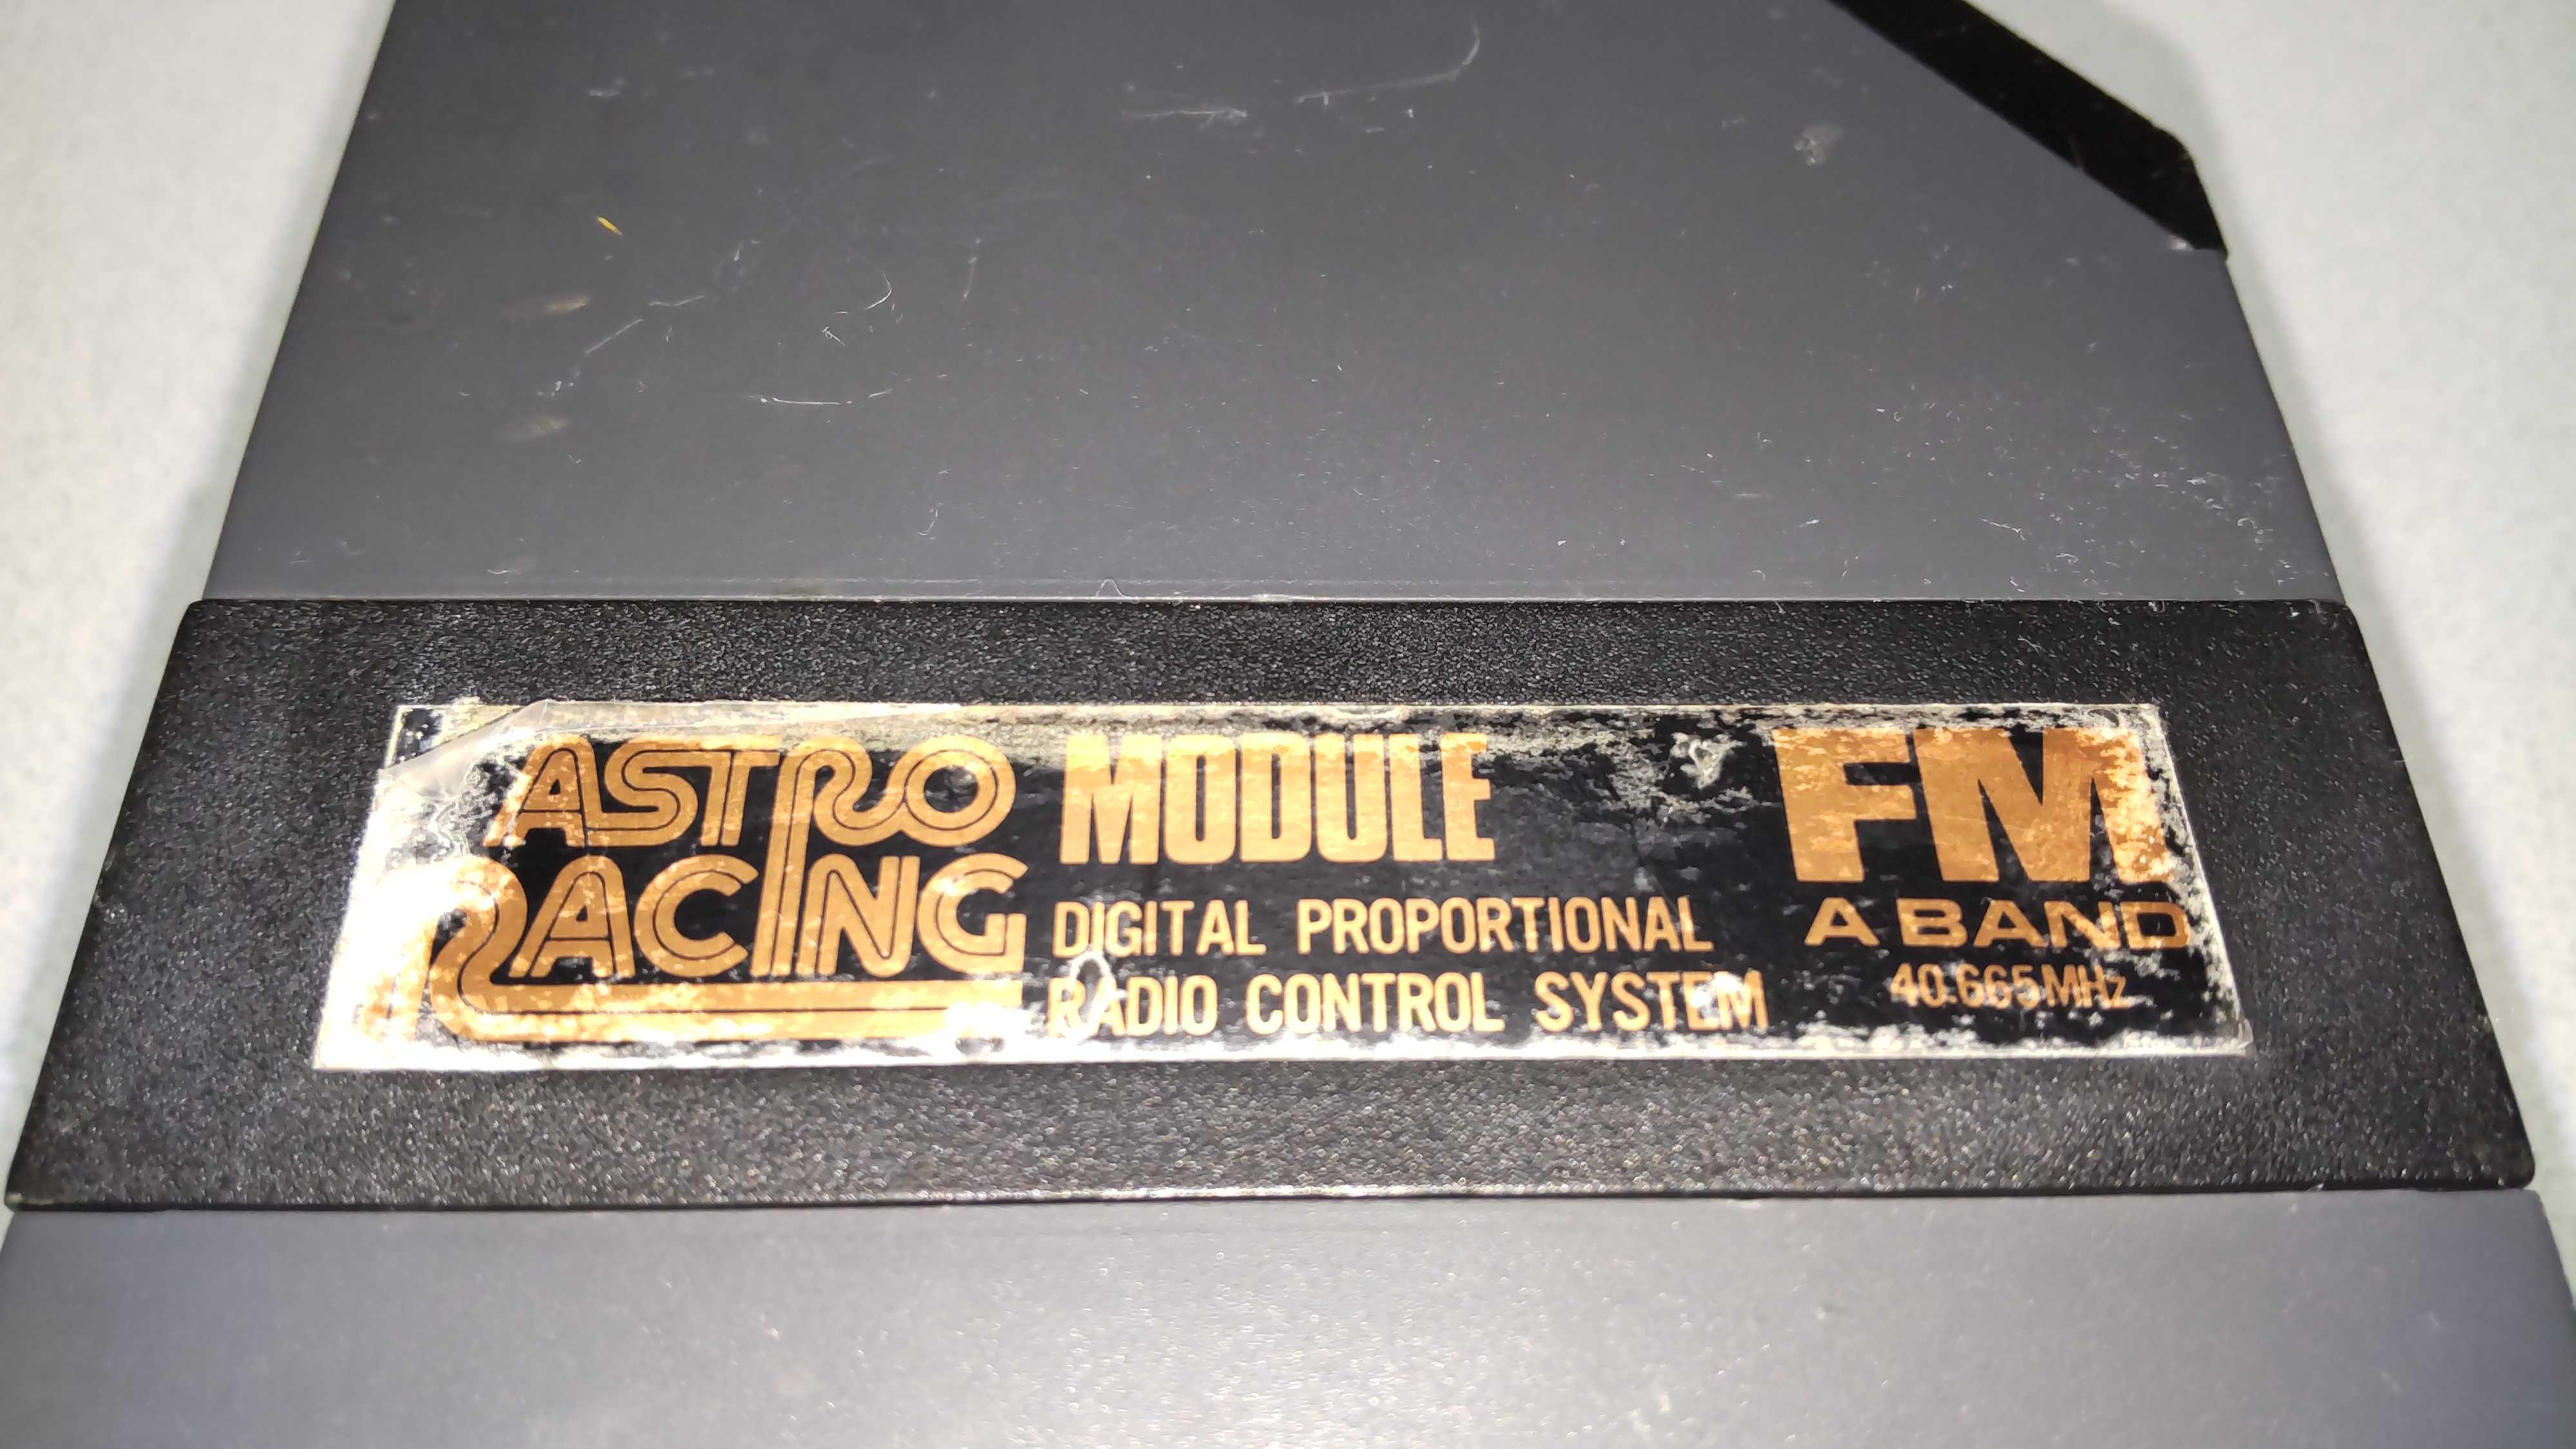 ASTRO
RACING
MODULE
DIGITAL PROPORTIONAL
RADIO CONTROL SYSTEM
FM
A BAND
40.665MHz